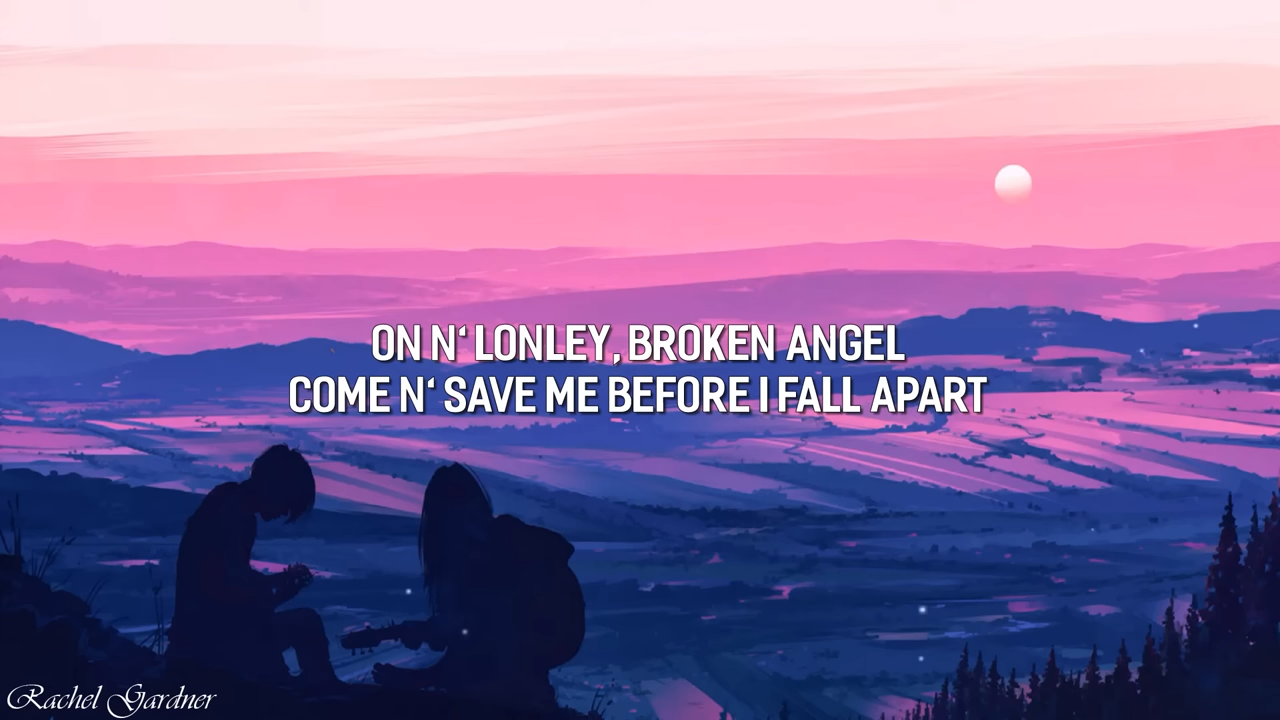 ON N‘ LONLEY, BROKEN ANGEL
COME N‘ SAVE ME BEFORE I FALL APART
Rachel Gardner